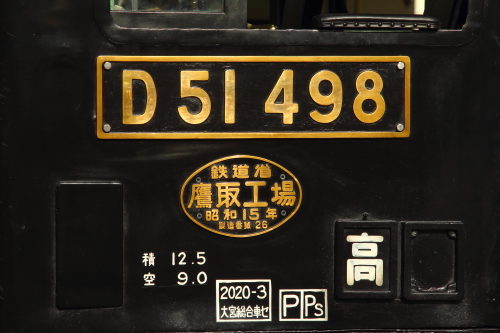 D 51 498
鉄道省
鷹取工場
昭和15年
製造番號 26
積 12.5
空 9.0
高
2020-3
大宮総合車セ
P PS